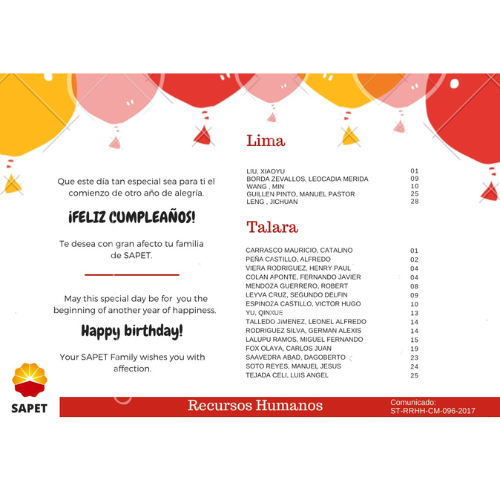 Que este día tan especial sea para ti el
comienzo de otro año de alegría.
¡FELIZ CUMPLEAÑOS!
Te desea con gran afecto tu familia
de SAPET.
May this special day be for you the
beginning of another year of happiness.
Happy birthday!
Your SAPET Family wishes you with
affection.
Lima
LIU, XIAOYU 01
BORDA ZEVALLOS, LEOCADIA MERIDA 09
WANG , MIN 10
GUILLEN PINTO, MANUEL PASTOR 25
LENG , JICHUAN 28
Talara
CARRASCO MAURICIO, CATALINO 01
PEÑA CASTILLO, ALFREDO 02
VIERA RODRIGUEZ, HENRY PAUL 04
COLAN APONTE, FERNANDO JAVIER 04
MENDOZA GUERRERO, ROBERT 08
LEYVA CRUZ, SEGUNDO DELFIN 09
ESPINOZA CASTILLO, VICTOR HUGO 10
YU, QINXUE 13
TALLEDO JIMENEZ, LEONEL ALFREDO 14
RODRIGUEZ SILVA, GERMAN ALEXIS 14
LALUPU RAMOS, MIGUEL FERNANDO 15
FOX OLAYA, CARLOS JUAN 19
SAAVEDRA ABAD, DAGOBERTO 23
SOTO REYES, MANUEL JESUS 24
TEJADA CELI, LUIS ANGEL 25
SAPET
Recursos Humanos
Comunicado:
ST-RRHH-CM-096-2017